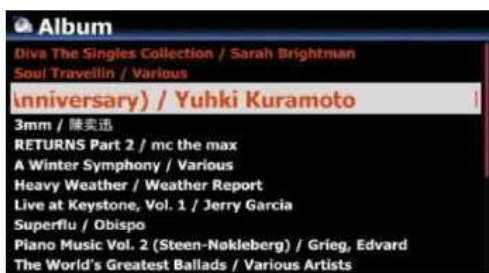 Album
Diva The Singles Collection / Sarah Brightman
Soul Travellin / Various
Anniversary) / Yuhki Kuramoto
3mm / 陳奕迅
RETURNS Part 2 / mc the max
A Winter Symphony / Various
Heavy Weather / Weather Report
Live at Keystone, Vol. 1 / Jerry Garcia
Superflu / Obispo
Piano Music Vol. 2 (Steen-Nøkleberg) / Grieg, Edvard
The World's Greatest Ballads / Various Artists